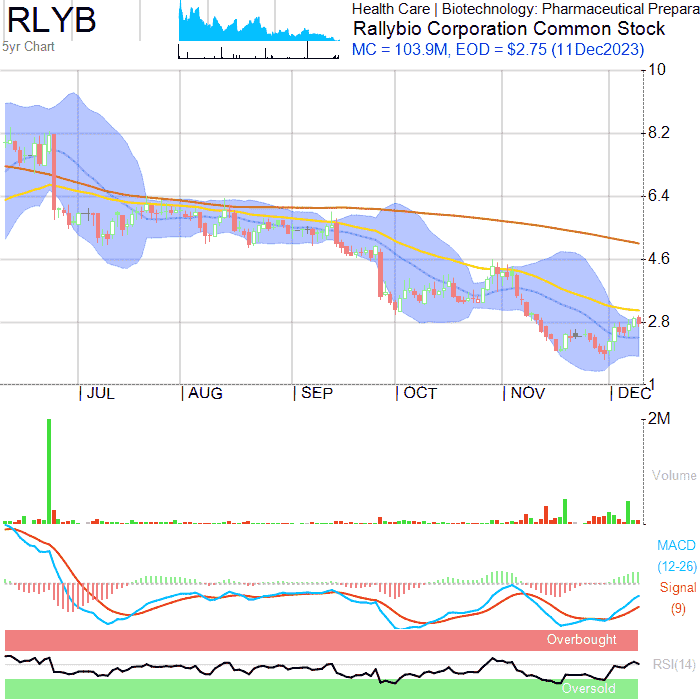 RLYB
5yr Chart
Health Care | Biotechnology: Pharmaceutical Prepara
Rallybio Corporation Common Stock
MC = 103.9M, EOD = $2.75 (11Dec2023)
10
8.2
6.4
4.6
2.8
1
JUL AUG SEP OCT NOV DEC
2M
Volume
MACD
(12-26)
Signal
(9)
Overbought
RSI(14)
Oversold